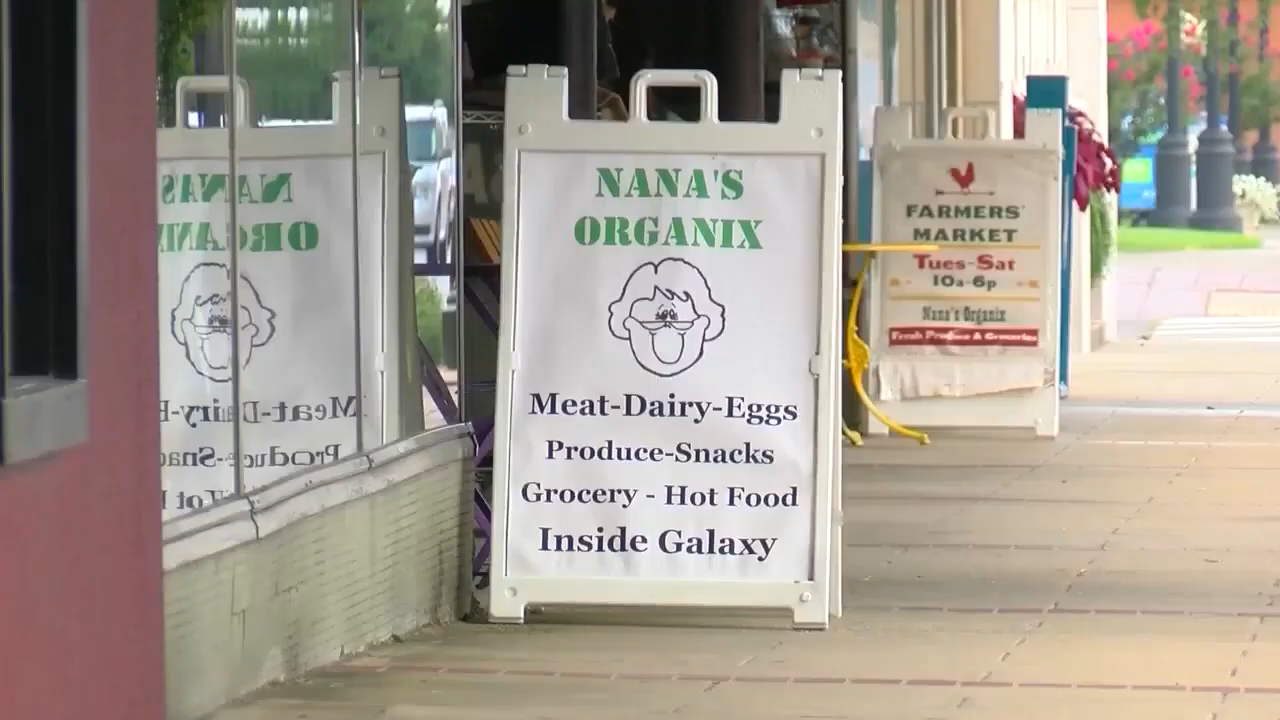 NANA'S
ORGANIX
Meat-Dairy-Eggs
Produce-Snacks
Grocery - Hot Food
Inside Galaxy
FARMERS'
MARKET
Tues-Sat
10a-6p
Nana's Organix
Fresh Produce & Groceries